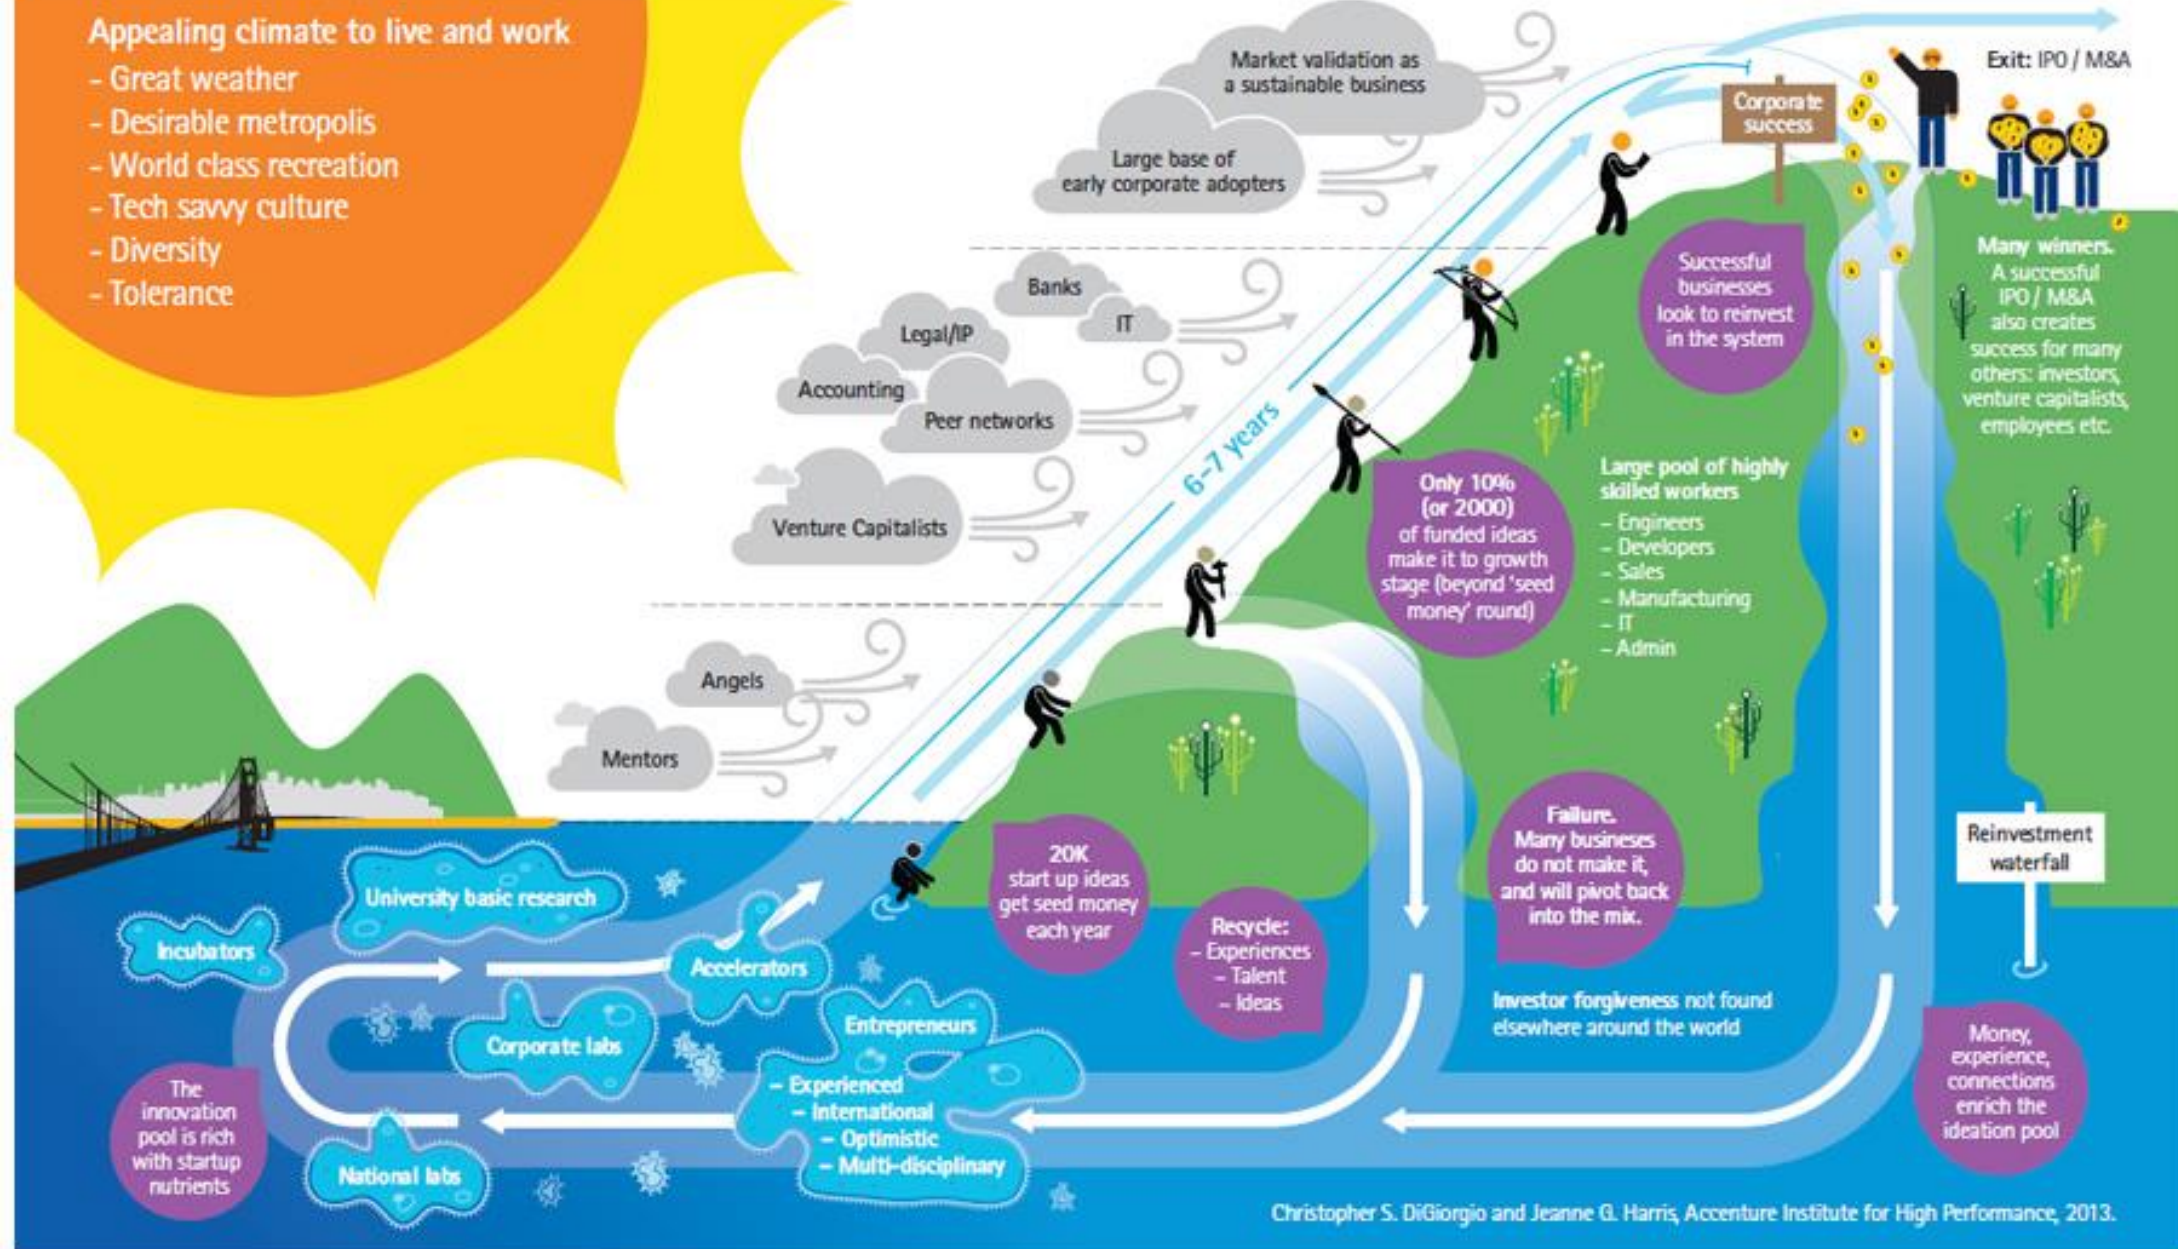 Appealing climate to live and work
- Great weather
- Desirable metropolis
- World class recreation
- Tech savvy culture
- Diversity
- Tolerance
Market validation as
a sustainable business
Large base of
early corporate adopters
Banks
IT
Legal/IP
Accounting
Peer networks
Venture Capitalists
Angels
Mentors
6-7 years
Corporate
success
Exit: IPO / M&A
Many winners.
A successful
IPO / M&A
also creates
success for many
others: investors,
venture capitalists,
employees etc.
Successful
businesses
look to reinvest
in the system
Only 10%
(or 2000)
of funded ideas
make it to growth
stage (beyond 'seed
money' round)
Large pool of highly
skilled workers
- Engineers
- Developers
- Sales
- Manufacturing
- IT
- Admin
20K
start up ideas
get seed money
each year
Recycle:
- Experiences
- Talent
- Ideas
Failure.
Many busineses
do not make it,
and will pivot back
into the mix.
Investor forgiveness not found
elsewhere around the world
Reinvestment
waterfall
Money,
experience,
connections
enrich the
ideation pool
University basic research
Incubators
Accelerators
Corporate labs
Entrepreneurs
- Experienced
- International
- Optimistic
- Multi-disciplinary
National labs
The
innovation
pool is rich
with startup
nutrients
Christopher S. DiGiorgio and Jeanne G. Harris, Accenture Institute for High Performance, 2013.